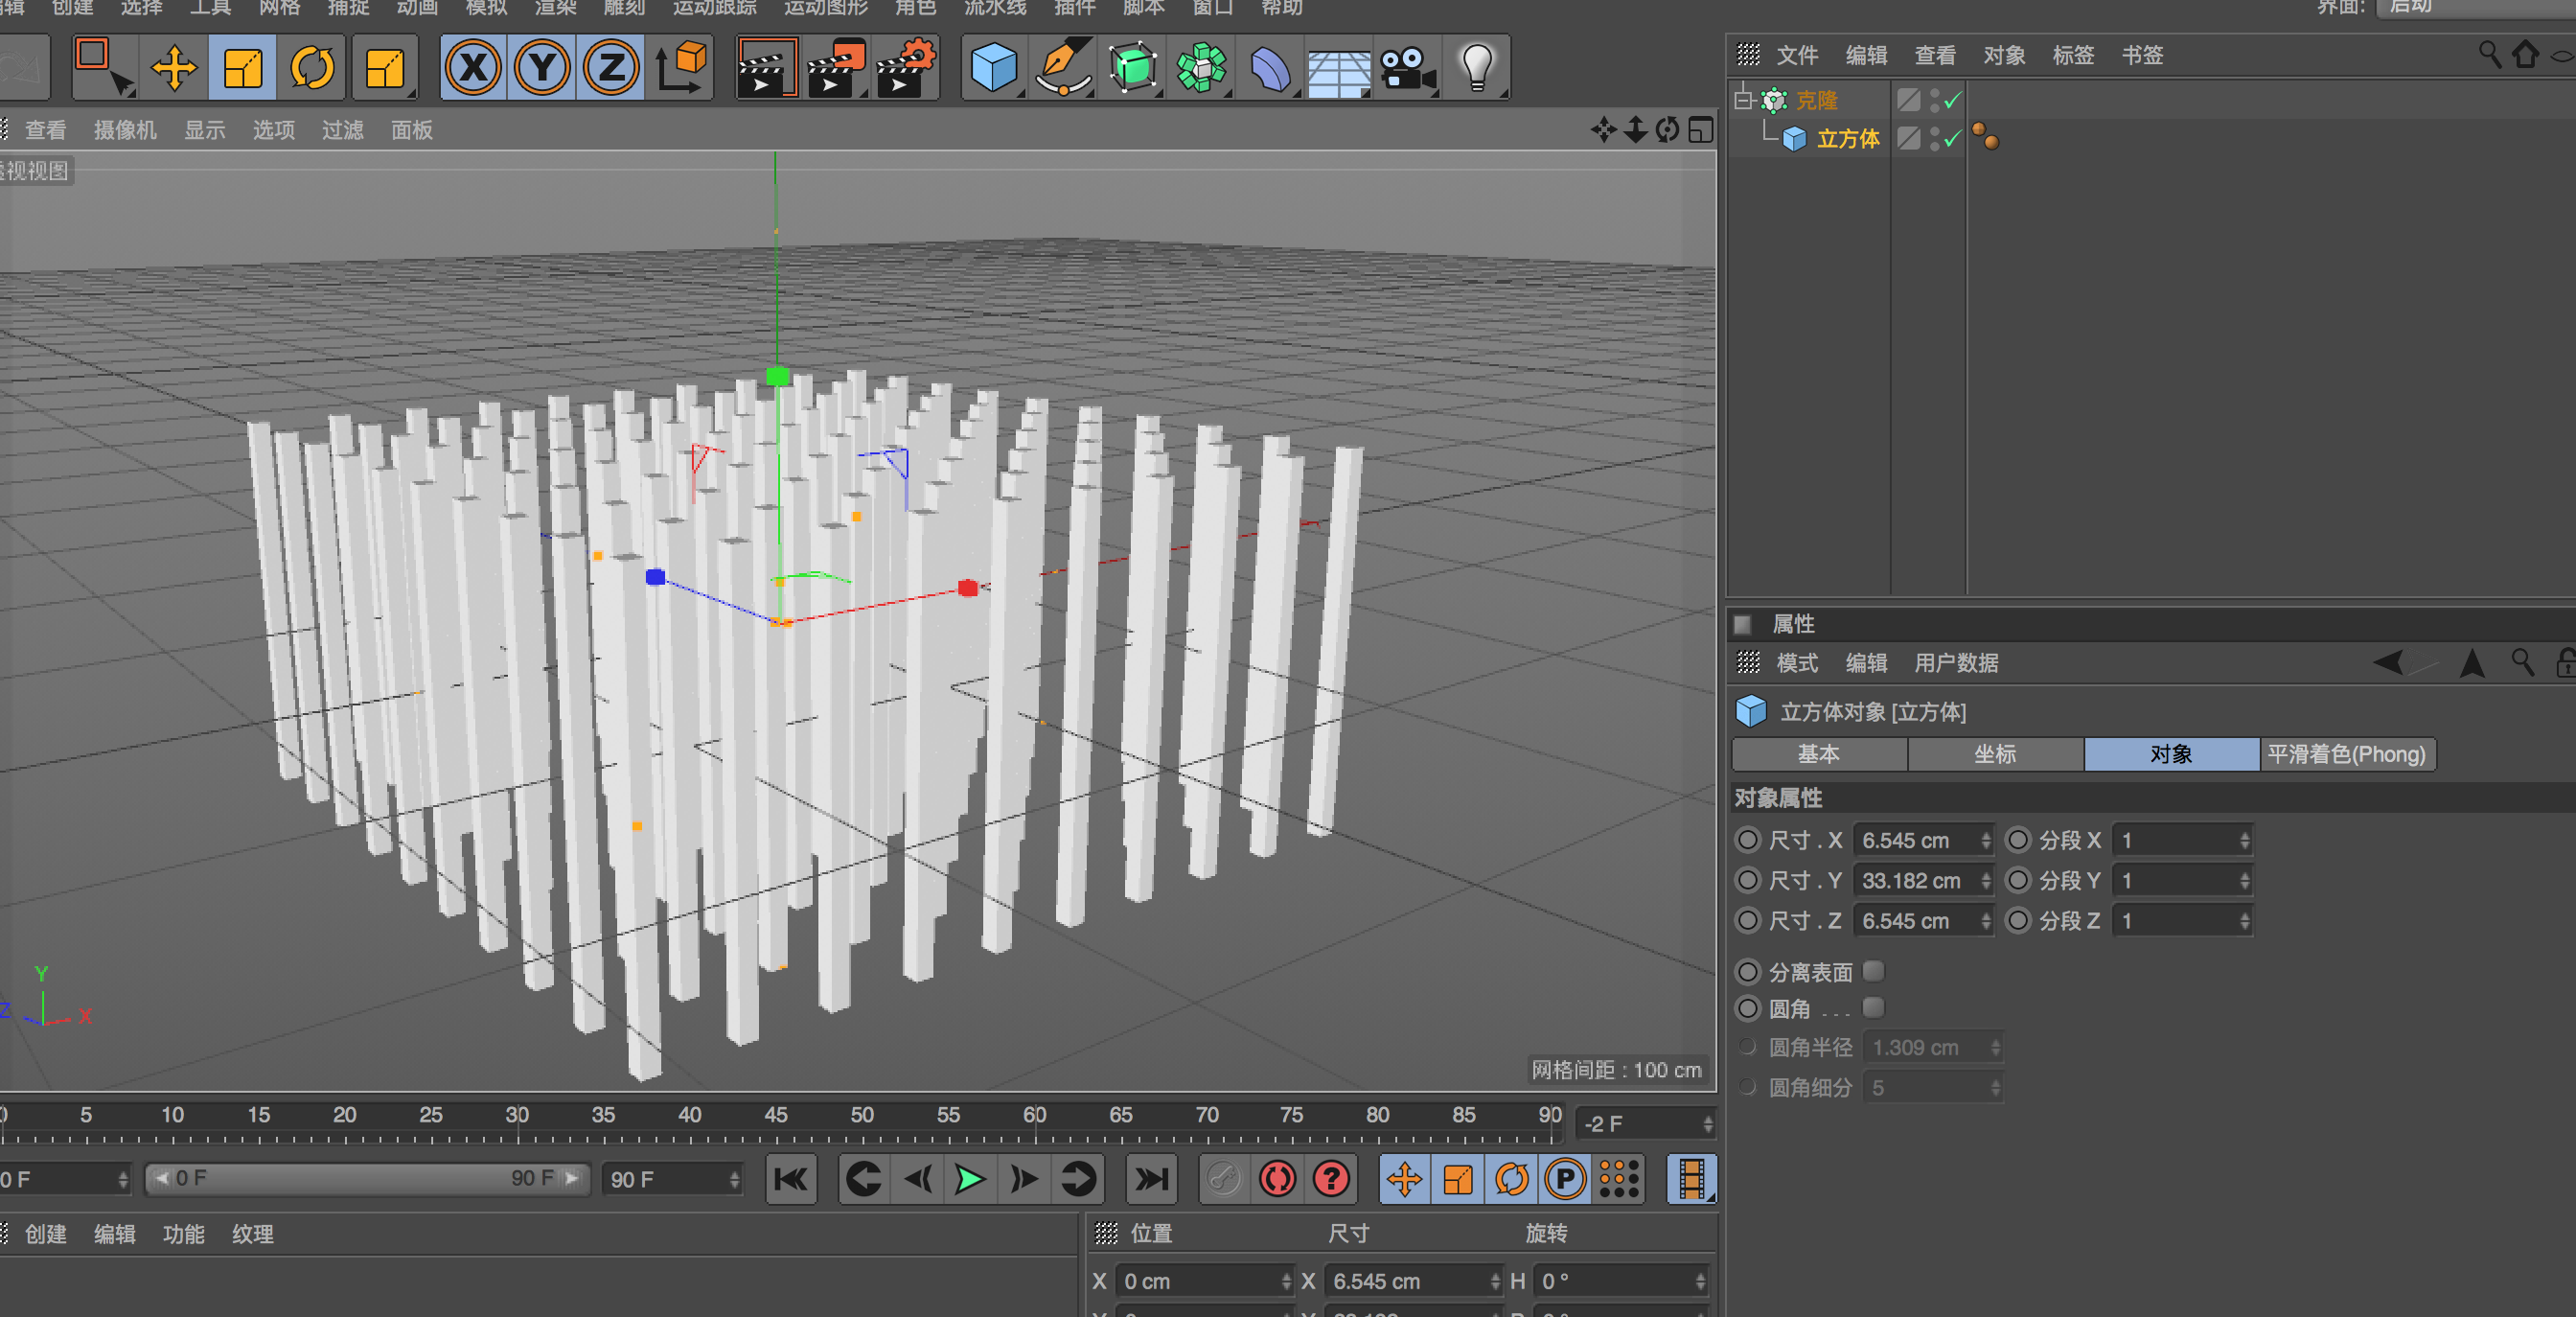 创建 选择 工具 网格 捕捉 动画 模拟 渲染 雕刻 运动跟踪 运动图形 角色 流水线 插件 脚本 窗口 帮助
界面: 启动
X Y Z
查看 摄像机 显示 选项 过滤 面板
透视视图
Y
Z X
网格间距 : 100 cm
0 5 10 15 20 25 30 35 40 45 50 55 60 65 70 75 80 85 90
-2 F
0 F
0 F 90 F
90 F
P
创建 编辑 功能 纹理
位置 尺寸 旋转
X 0 cm X 6.545 cm H 0 °
文件 编辑 查看 对象 标签 书签
克隆
立方体
属性
模式 编辑 用户数据
立方体对象 [立方体]
基本 坐标 对象 平滑着色(Phong)
对象属性
尺寸 . X 6.545 cm 分段 X 1
尺寸 . Y 33.182 cm 分段 Y 1
尺寸 . Z 6.545 cm 分段 Z 1
分离表面
圆角 . . .
圆角半径 1.309 cm
圆角细分 5